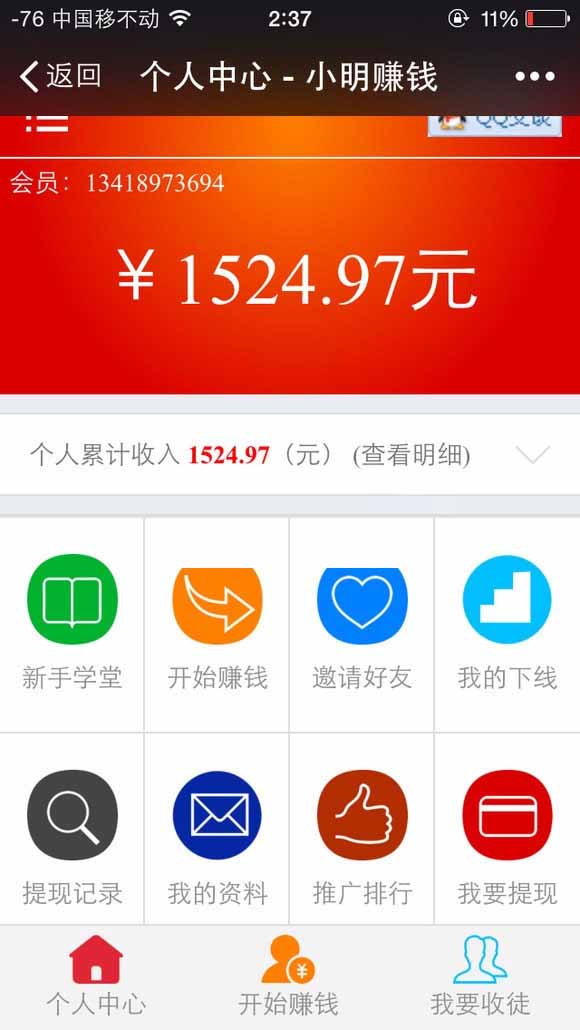 -76 中国移不动 2:37 11%
返回 个人中心 - 小明赚钱
会员：13418973694
￥1524.97元
个人累计收入 1524.97（元） (查看明细)
新手学堂 开始赚钱 邀请好友 我的下线
提现记录 我的资料 推广排行 我要提现
¥
个人中心 开始赚钱 我要收徒